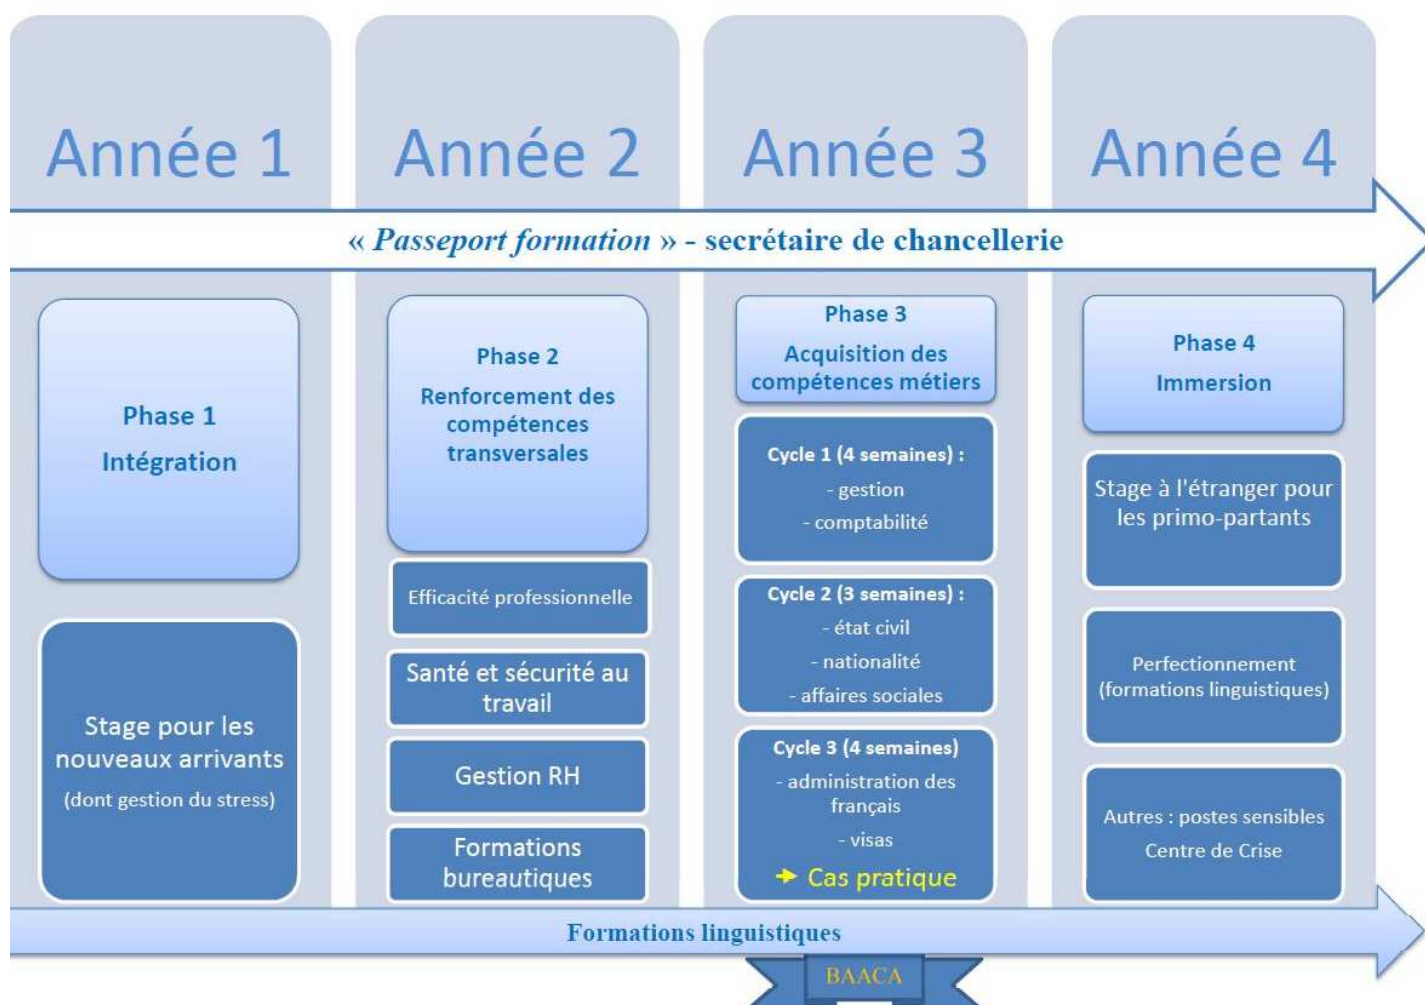 Année 1
Année 2
Année 3
Année 4
« Passeport formation » - secrétaire de chancellerie
Phase 1
Intégration
Stage pour les
nouveaux arrivants
(dont gestion du stress)
Phase 2
Renforcement des
compétences
transversales
Efficacité professionnelle
Santé et sécurité au
travail
Gestion RH
Formations
bureautiques
Phase 3
Acquisition des
compétences métiers
Cycle 1 (4 semaines) :
- gestion
- comptabilité
Cycle 2 (3 semaines) :
- état civil
- nationalité
- affaires sociales
Cycle 3 (4 semaines)
- administration des
français
- visas
Cas pratique
Phase 4
Immersion
Stage à l'étranger pour
les primo-partants
Perfectionnement
(formations linguistiques)
Autres : postes sensibles
Centre de Crise
Formations linguistiques
BAACA